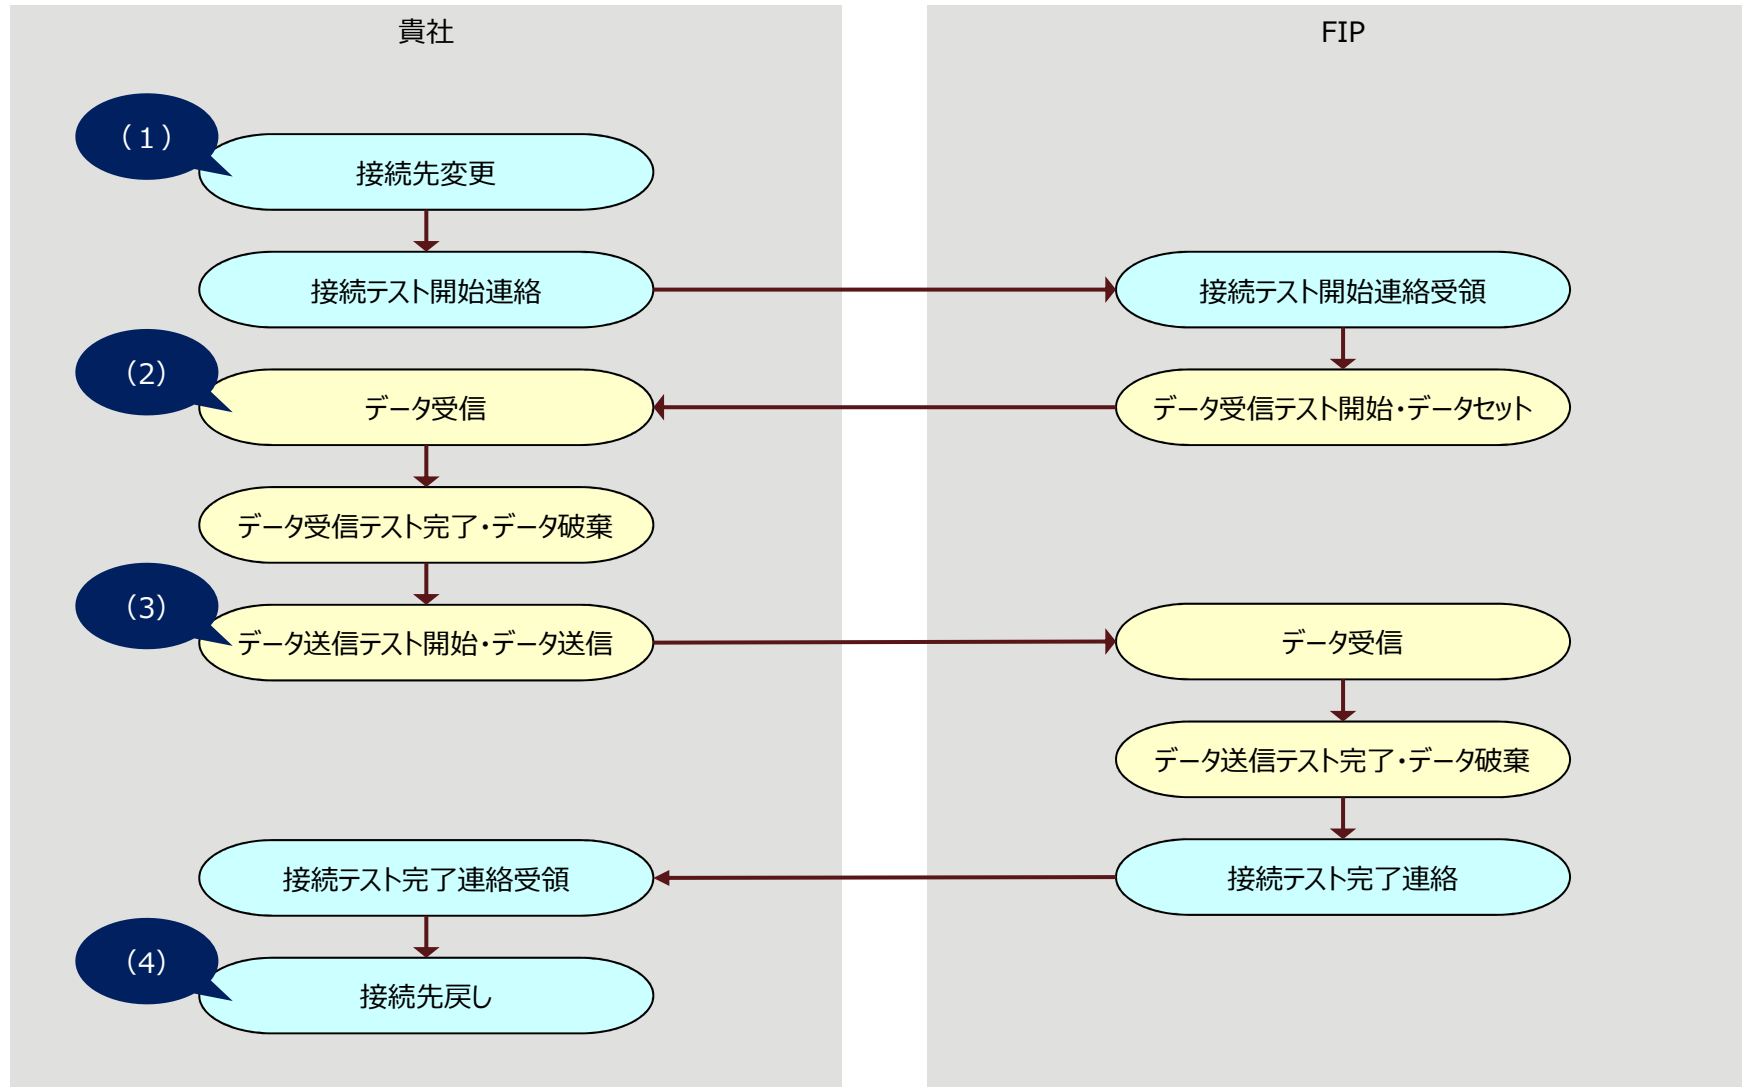 貴社
FIP
（１）
接続先変更
接続テスト開始連絡
接続テスト開始連絡受領
（2）
データ受信
データ受信テスト開始・データセット
データ受信テスト完了・データ破棄
（3）
データ送信テスト開始・データ送信
データ受信
データ送信テスト完了・データ破棄
接続テスト完了連絡受領
接続テスト完了連絡
（4）
接続先戻し